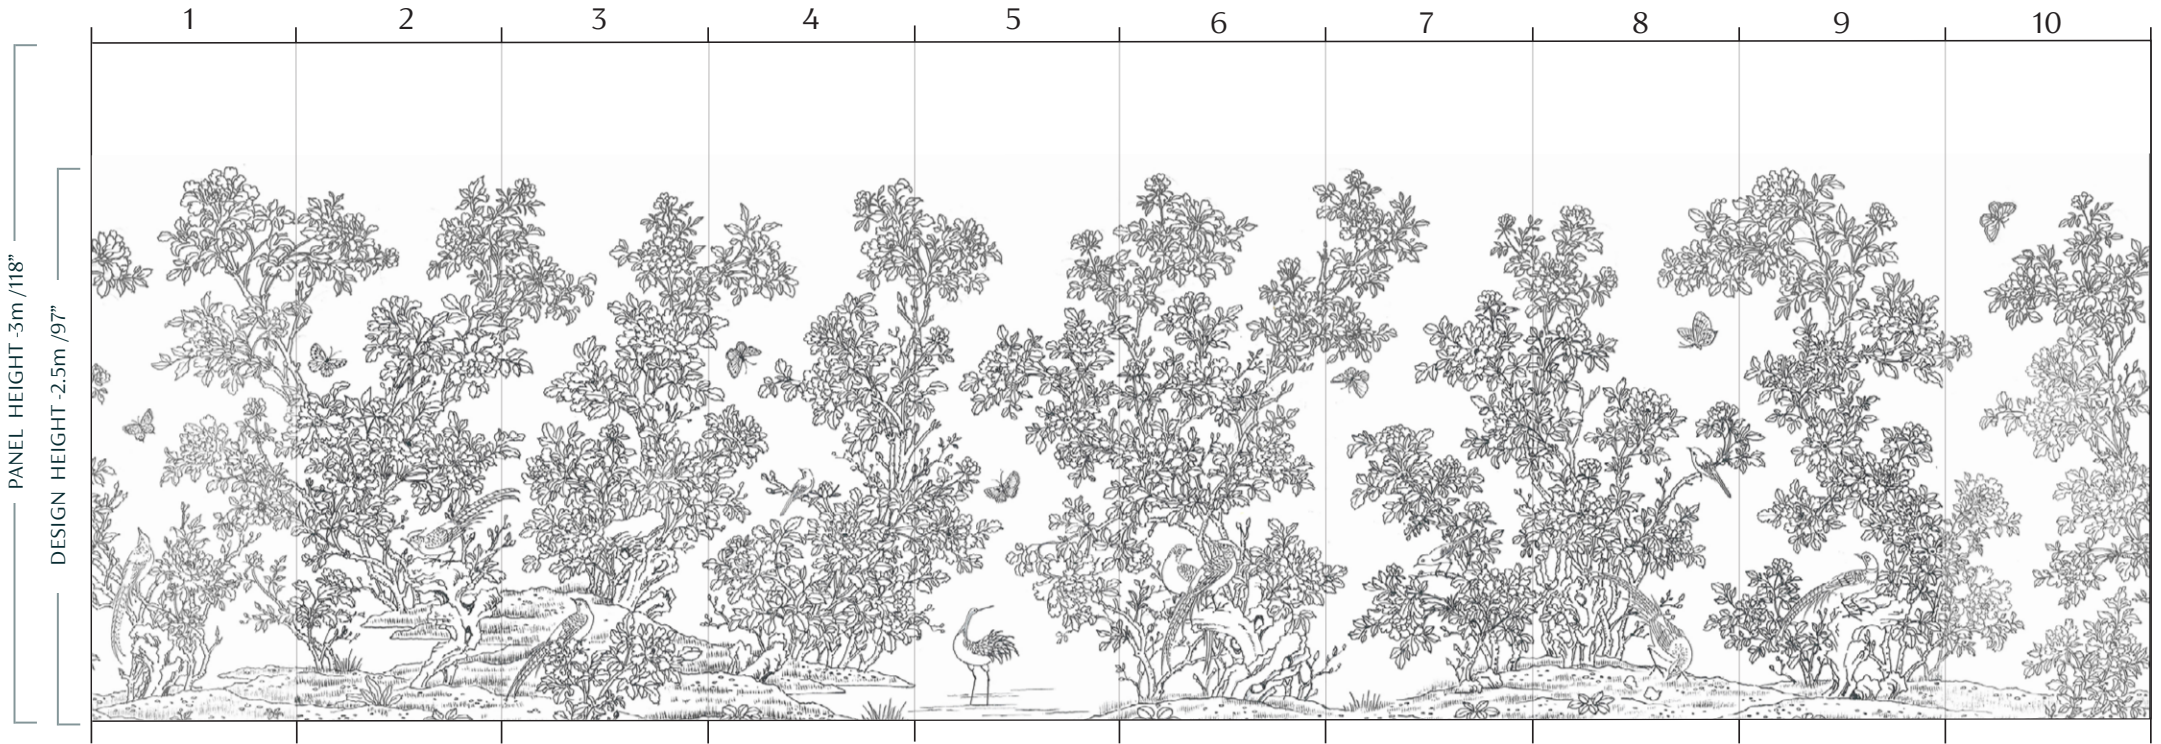 1 2 3 4 5 6 7 8 9 10
PANEL HEIGHT -3m /118”
DESIGN HEIGHT -2.5m /97”